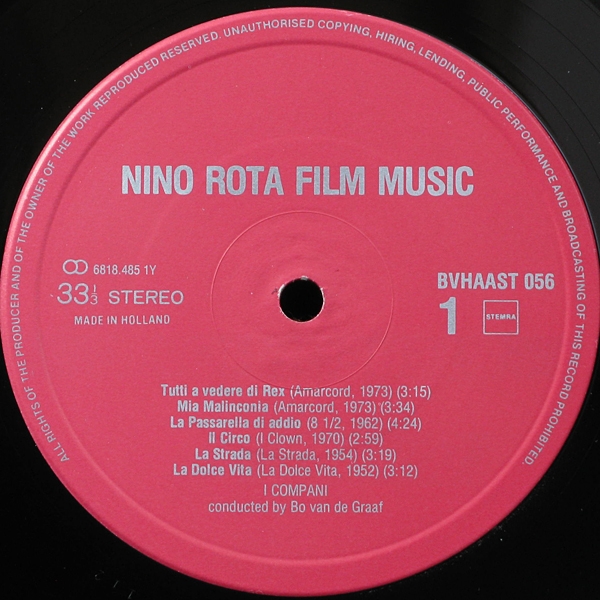 ALL RIGHTS OF THE PRODUCER AND OF THE OWNER OF THE WORK REPRODUCED RESERVED. UNAUTHORISED COPYING, HIRING, LENDING, PUBLIC PERFORMANCE AND BROADCASTING OF THIS RECORD PROHIBITED.
NINO ROTA FILM MUSIC
6818.485 1Y
33 1/3 STEREO
MADE IN HOLLAND
BVHAAST 056
1 STEMRA
Tutti a vedere di Rex (Amarcord, 1973) (3:15)
Mia Malinconia (Amarcord, 1973) (3:34)
La Passarella di addio (8 1/2, 1962) (4:24)
il Circo (I Clown, 1970) (2:59)
La Strada (La Strada, 1954) (3:19)
La Dolce Vita (La Dolce Vita, 1952) (3:12)
I COMPANI
conducted by Bo van de Graaf